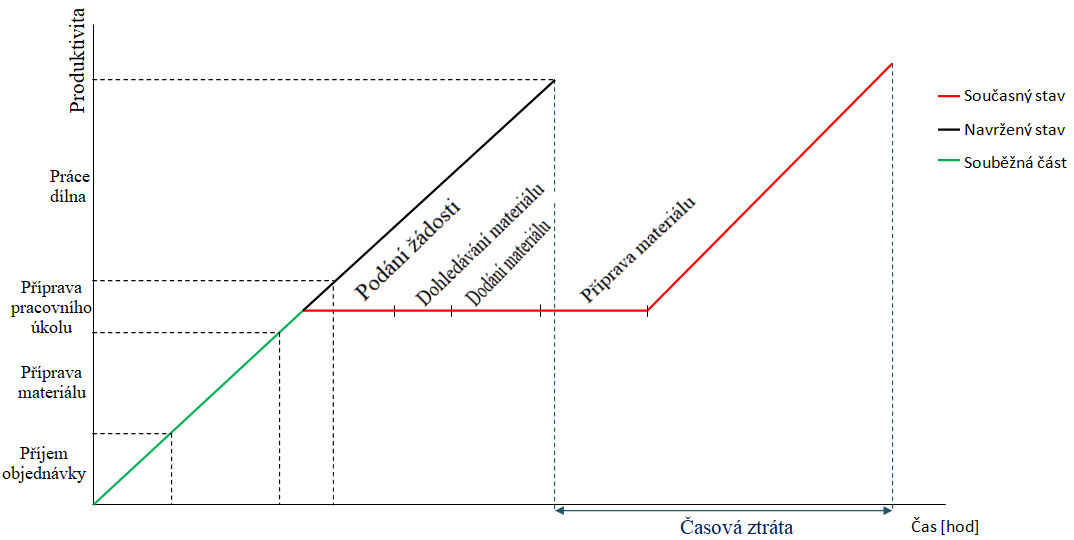 Produktivita
Práce
dílna
Příprava
pracovního
úkolu
Příprava
materiálu
Příjem
objednávky
Podání žádosti
Dohledávání materiálu
Dodání materiálu
Příprava materiálu
Současný stav
Navržený stav
Souběžná část
Časová ztráta
Čas [hod]